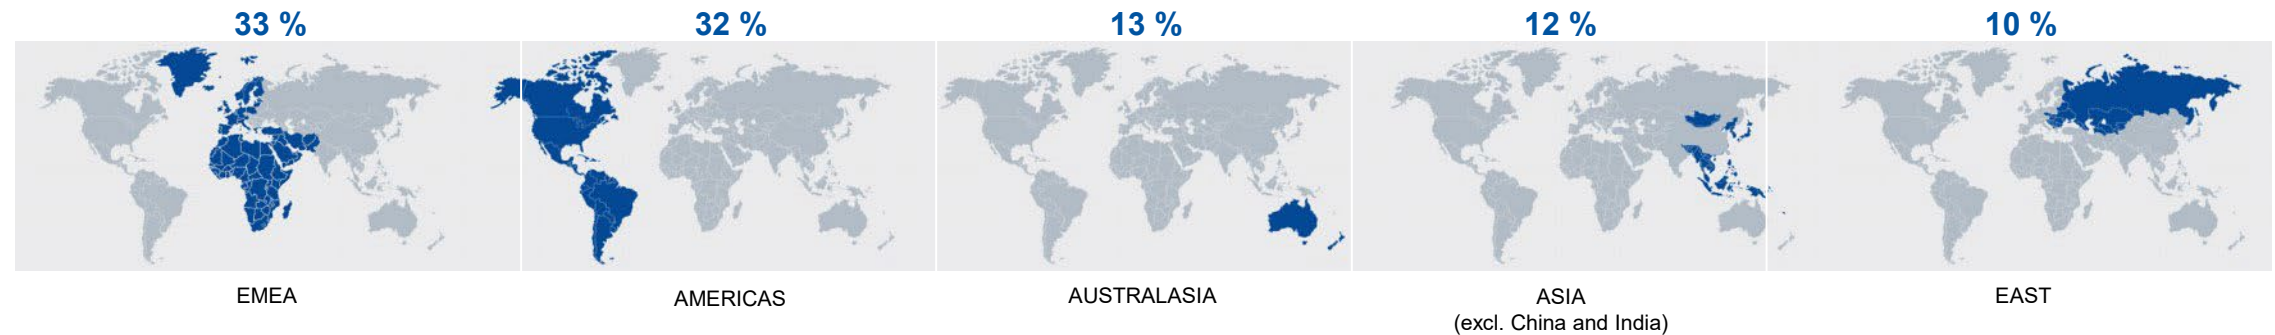 33 %
32 %
13 %
12 %
10 %
EMEA
AMERICAS
AUSTRALASIA
ASIA
(excl. China and India)
EAST